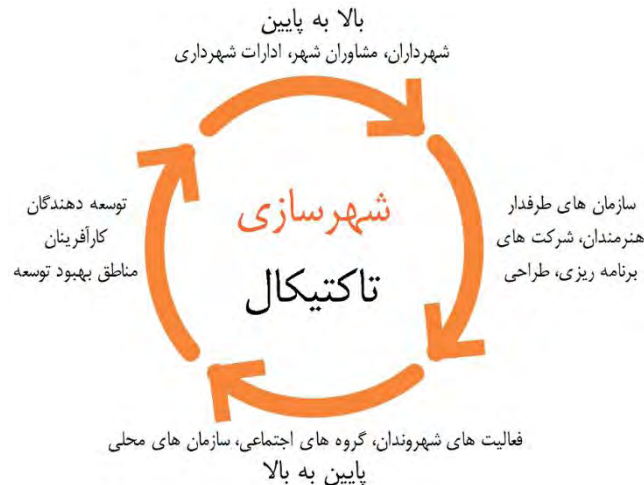 بالا به پایین
شهرداران، مشاوران شهر، ادارات شهرداری
سازمان های طرفدار
هنرمندان، شرکت های
برنامه ریزی، طراحی
شهرسازی
تاکتیکال
توسعه دهندگان
کارآفرینان
مناطق بهبود توسعه
فعالیت های شهروندان، گروه های اجتماعی، سازمان های محلی
پایین به بالا